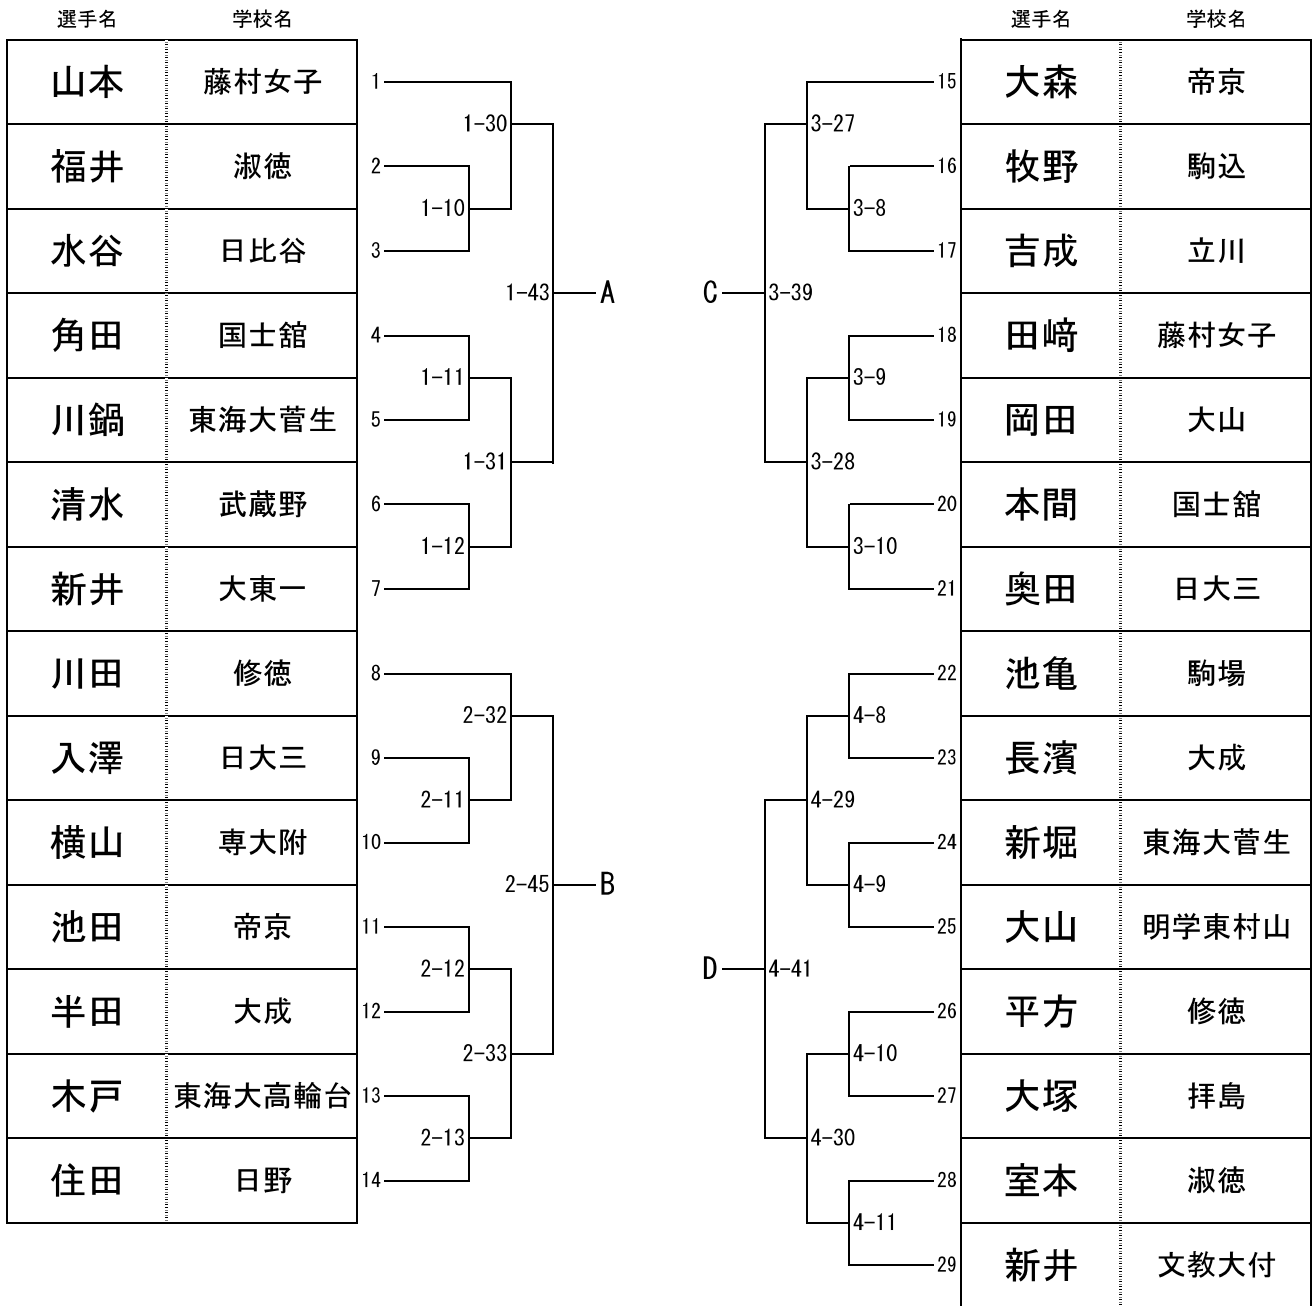 選手名 学校名
山本 藤村女子 1
1-30
福井 淑徳 2
1-10
水谷 日比谷 3
1-43 A
角田 国士舘 4
1-11
川鍋 東海大菅生 5
1-31
清水 武蔵野 6
1-12
新井 大東一 7
川田 修徳 8
2-32
入澤 日大三 9
2-11
横山 専大附 10
2-45 B
池田 帝京 11
2-12
半田 大成 12
2-33
木戸 東海大高輪台 13
2-13
住田 日野 14
選手名 学校名
15 大森 帝京
3-27
16 牧野 駒込
3-8
17 吉成 立川
C 3-39
18 田﨑 藤村女子
3-9
19 岡田 大山
3-28
20 本間 国士舘
3-10
21 奥田 日大三
22 池亀 駒場
4-8
23 長濱 大成
4-29
24 新堀 東海大菅生
4-9
25 大山 明学東村山
D 4-41
26 平方 修徳
4-10
27 大塚 拝島
4-30
28 室本 淑徳
4-11
29 新井 文教大付